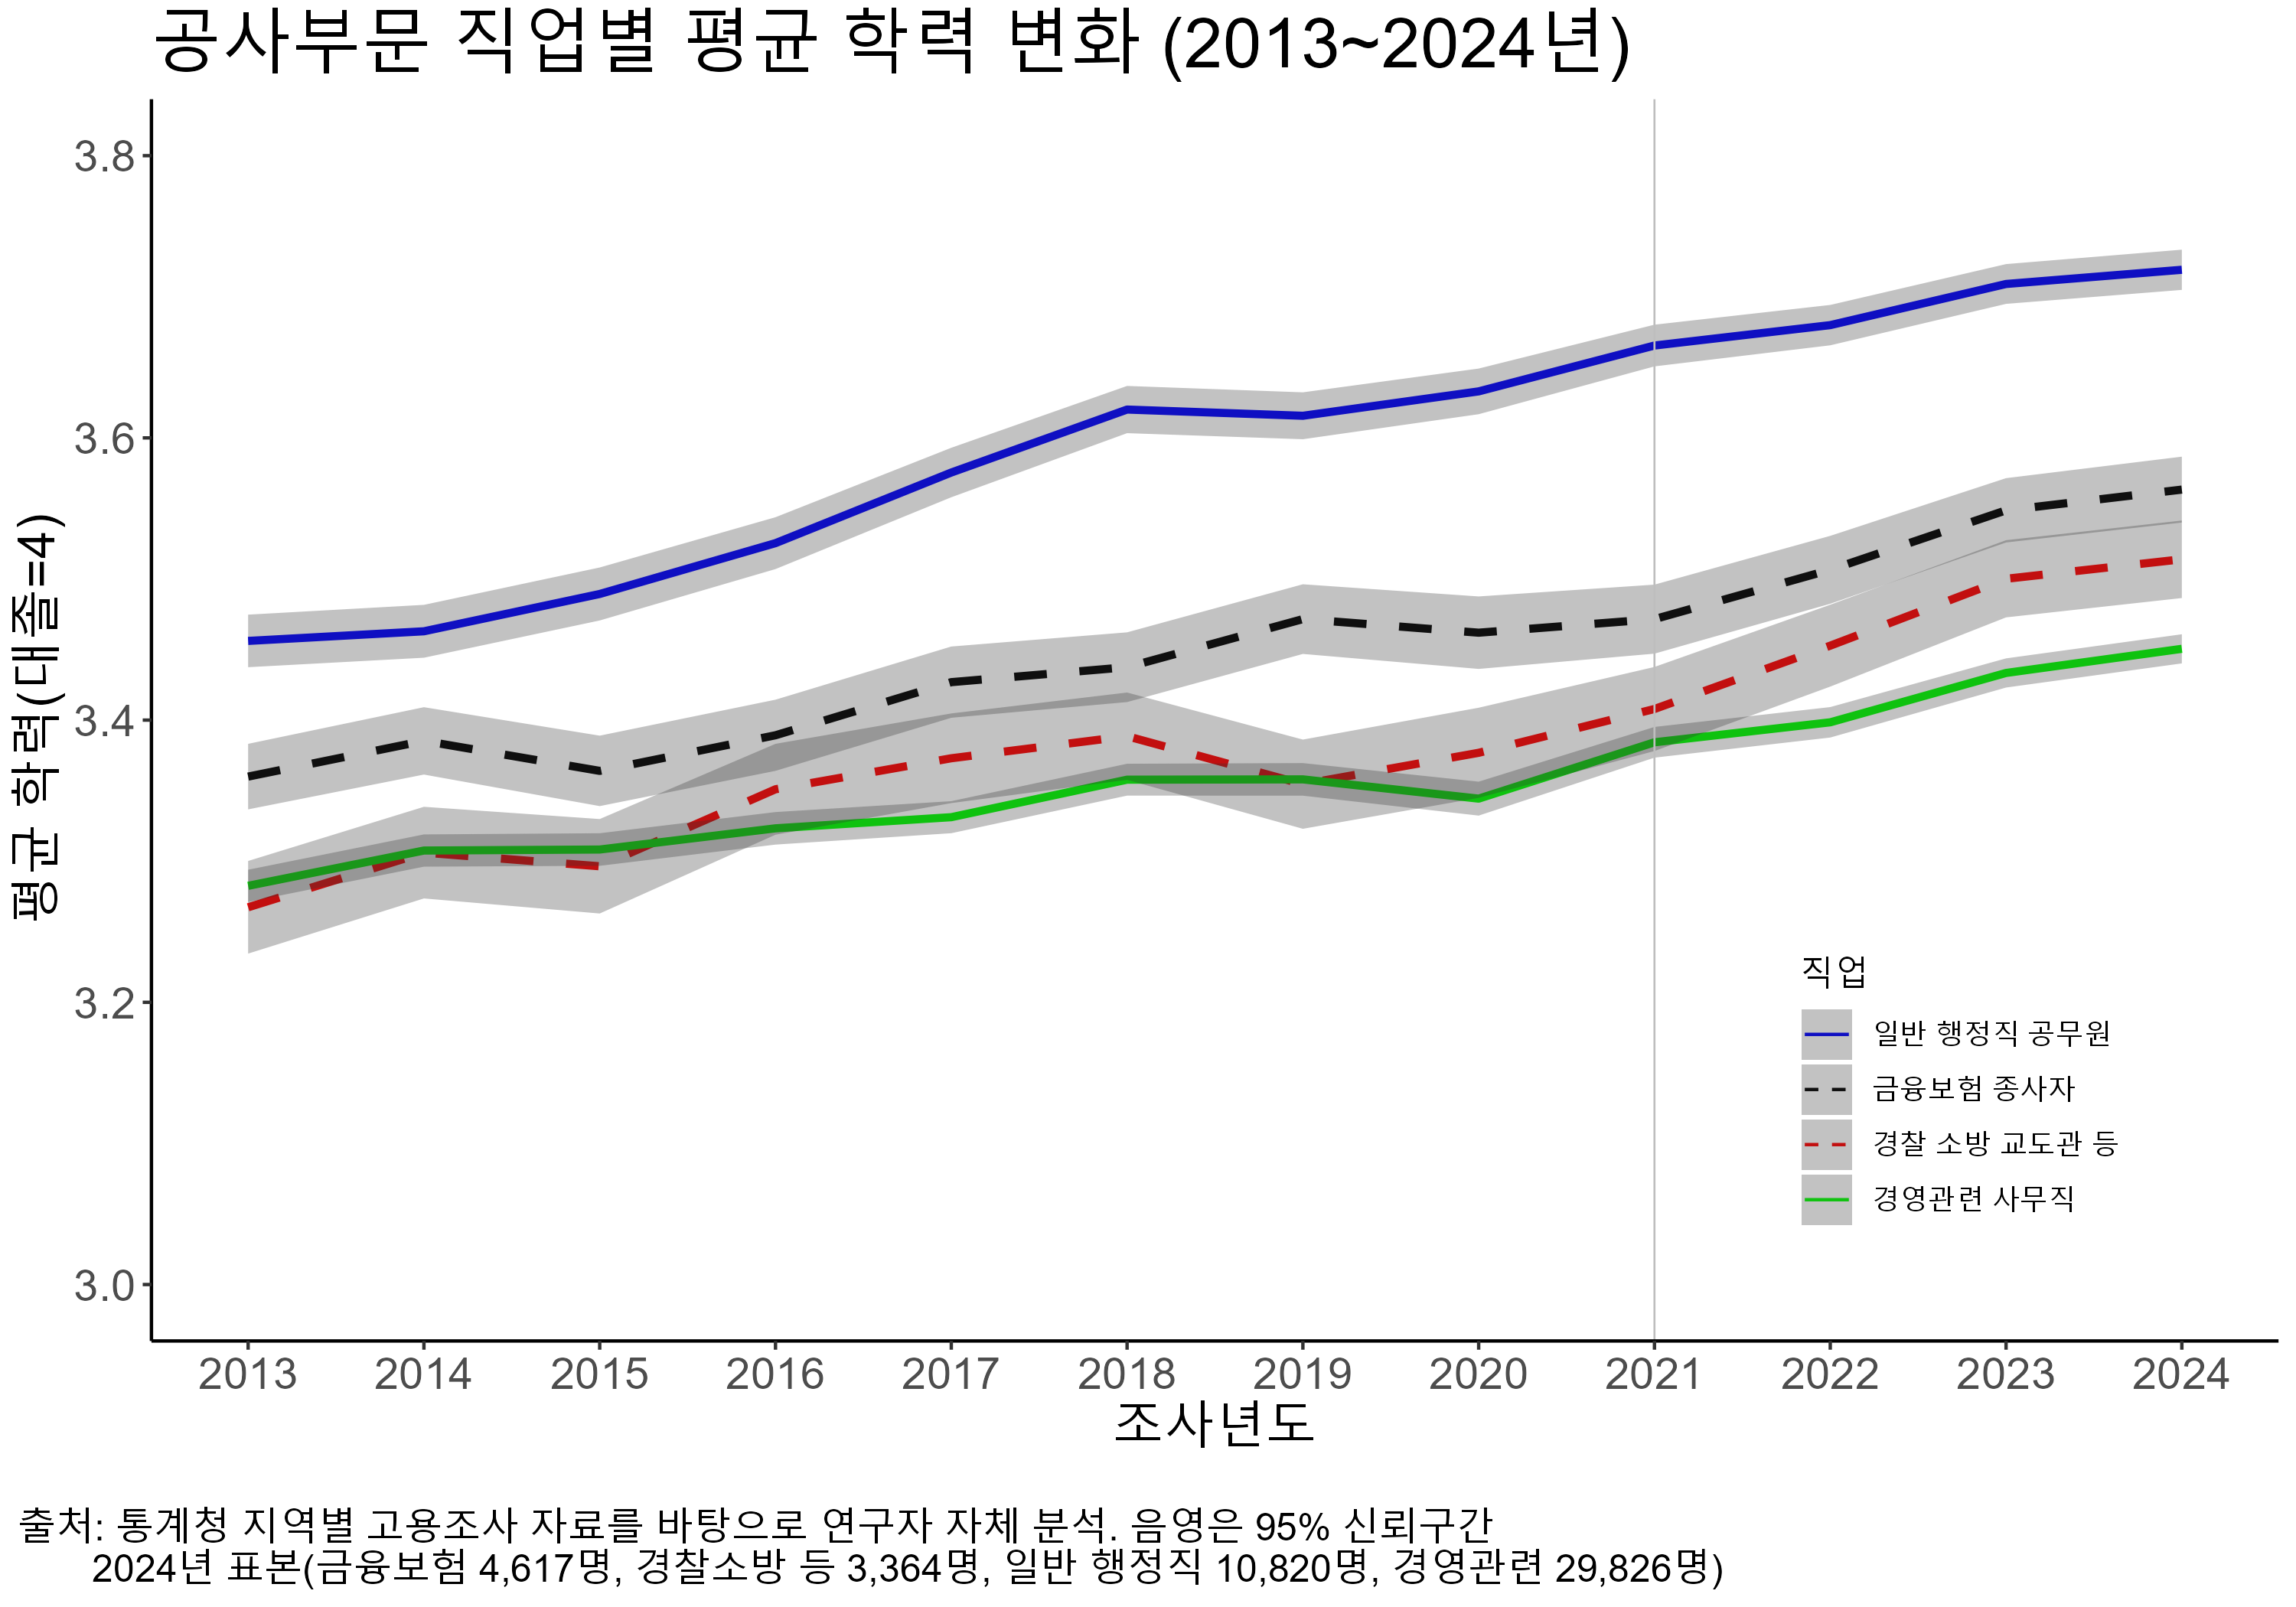 공사부문 직업별 평균 학력 변화 (2013~2024년)
평균 학력(대졸=4)
3.8
3.6
3.4
3.2
3.0
직업
일반 행정직 공무원
금융보험 종사자
경찰 소방 교도관 등
경영관련 사무직
2013 2014 2015 2016 2017 2018 2019 2020 2021 2022 2023 2024
조사년도
출처: 통계청 지역별 고용조사 자료를 바탕으로 연구자 자체 분석. 음영은 95% 신뢰구간
2024년 표본(금융보험 4,617명, 경찰소방 등 3,364명, 일반 행정직 10,820명, 경영관련 29,826명)